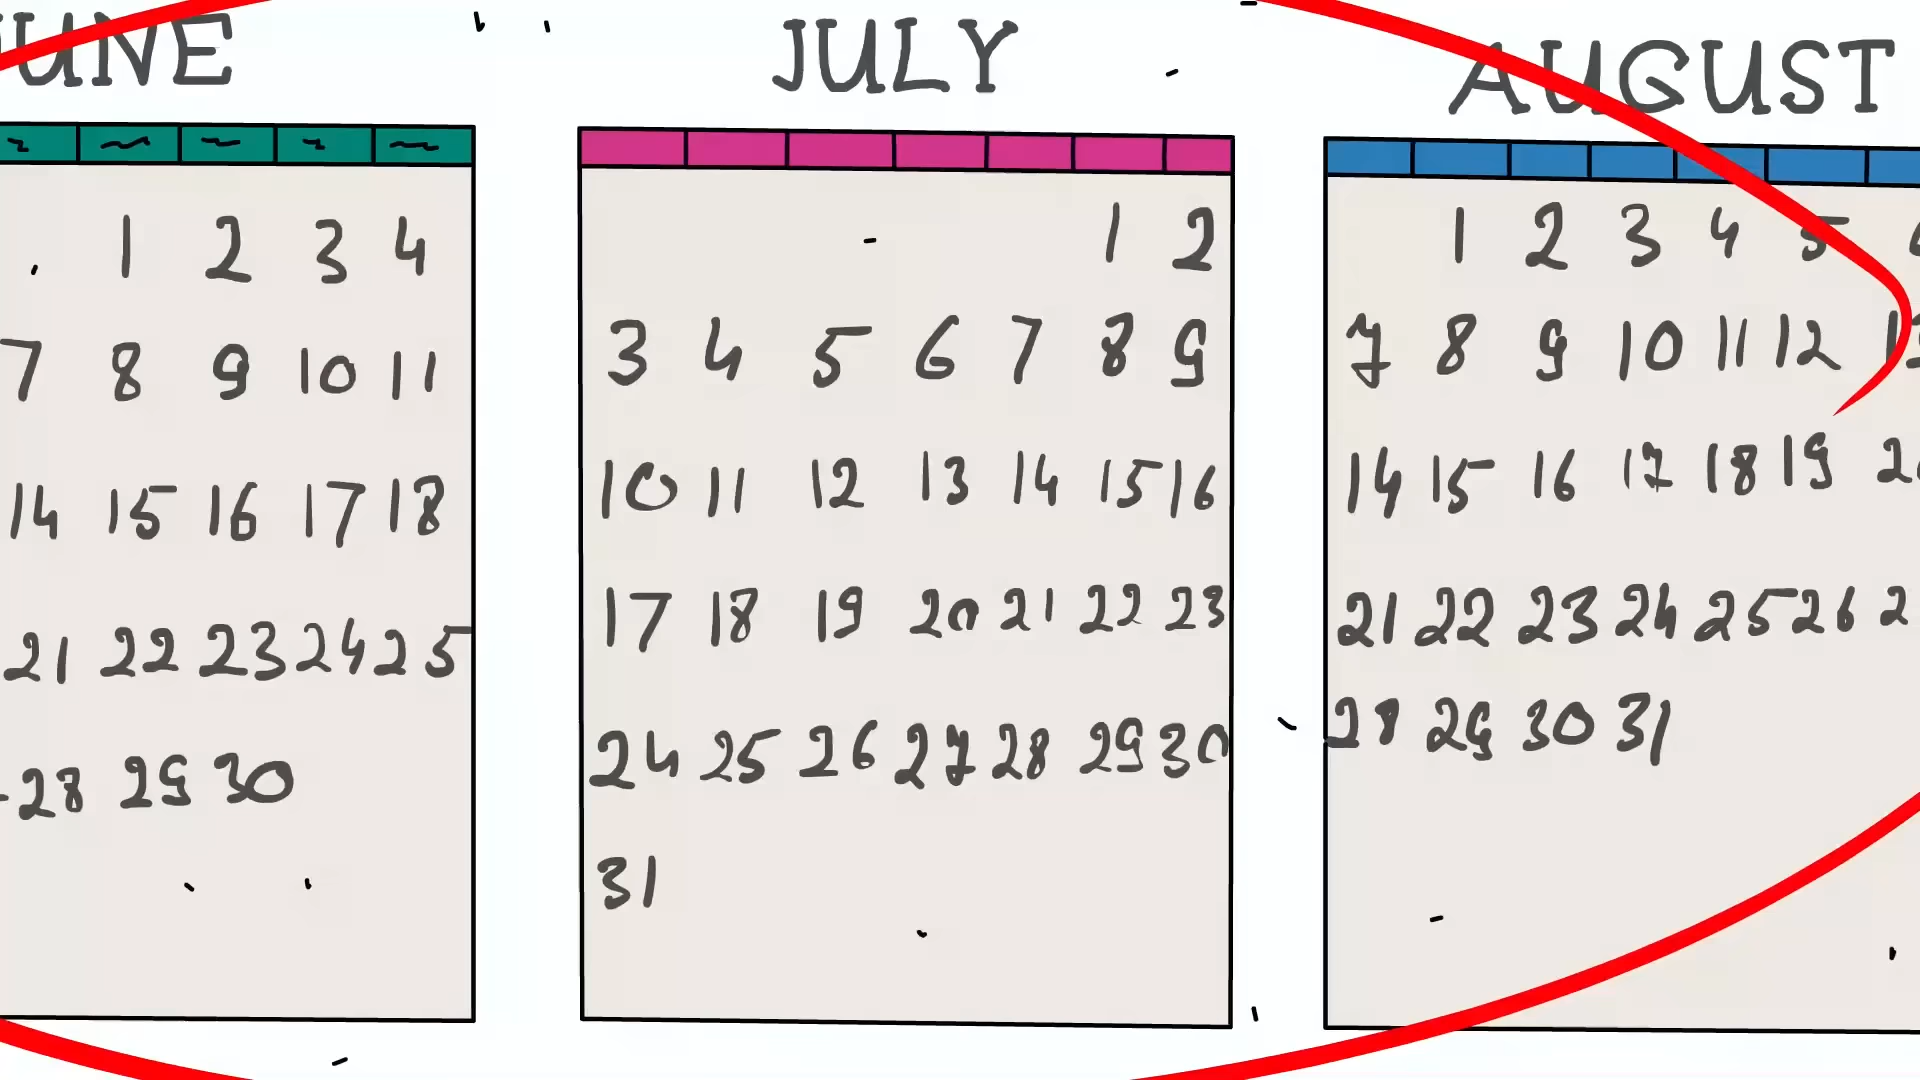 JUNE
1 2 3 4
7 8 9 10 11
14 15 16 17 18
21 22 23 24 25
28 29 30
JULY
1 2
3 4 5 6 7 8 9
10 11 12 13 14 15 16
17 18 19 20 21 22 23
24 25 26 27 28 29 30
31
AUGUST
1 2 3 4 5
7 8 9 10 11 12
14 15 16 17 18 19
21 22 23 24 25 26
28 29 30 31